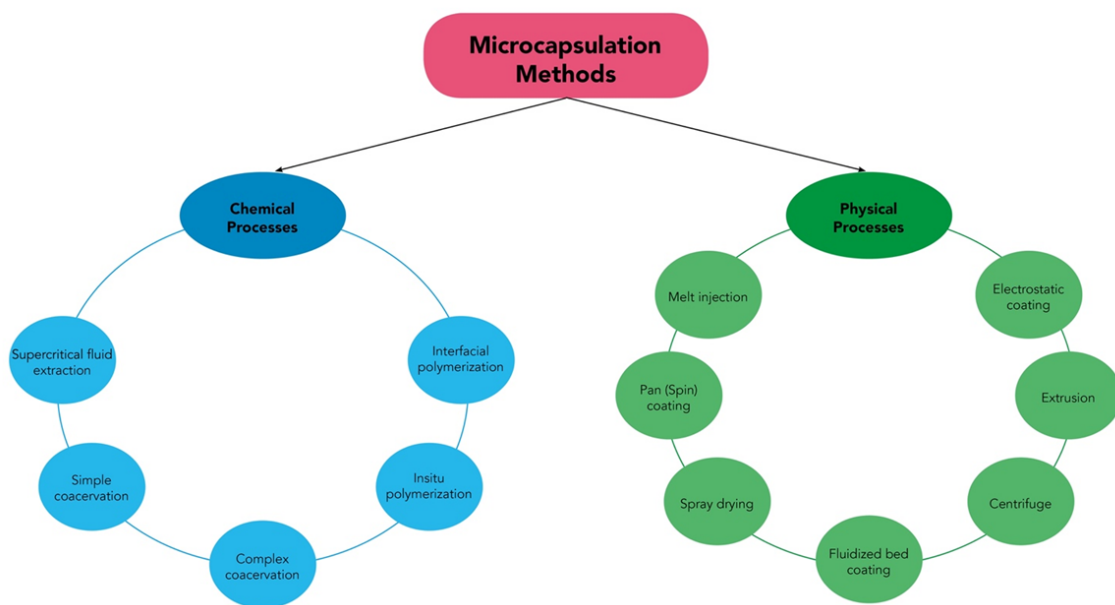 Microcapsulation
Methods
Chemical
Processes
Physical
Processes
Melt injection
Electrostatic
coating
Supercritical fluid
extraction
Interfacial
polymerization
Pan (Spin)
coating
Extrusion
Simple
coacervation
Insitu
polymerization
Spray drying
Centrifuge
Complex
coacervation
Fluidized bed
coating